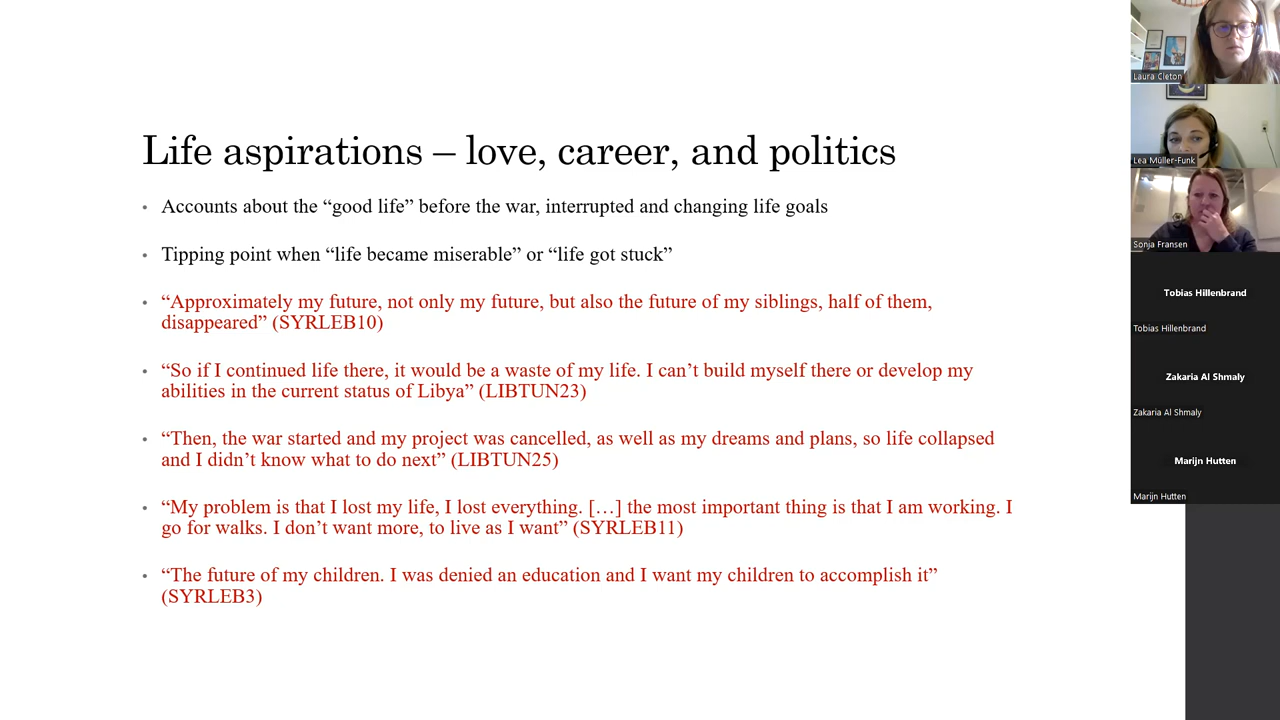 Life aspirations – love, career, and politics
• Accounts about the “good life” before the war, interrupted and changing life goals
• Tipping point when “life became miserable” or “life got stuck”
• “Approximately my future, not only my future, but also the future of my siblings, half of them,
disappeared” (SYRLEB10)
• “So if I continued life there, it would be a waste of my life. I can’t build myself there or develop my
abilities in the current status of Libya” (LIBTUN23)
• “Then, the war started and my project was cancelled, as well as my dreams and plans, so life collapsed
and I didn’t know what to do next” (LIBTUN25)
• “My problem is that I lost my life, I lost everything. […] the most important thing is that I am working. I
go for walks. I don’t want more, to live as I want” (SYRLEB11)
• “The future of my children. I was denied an education and I want my children to accomplish it”
(SYRLEB3)
Laura Cleton
Lea Müller-Funk
Sonja Fransen
Tobias Hillenbrand
Tobias Hillenbrand
Zakaria Al Shmaly
Zakaria Al Shmaly
Marijn Hutten
Marijn Hutten